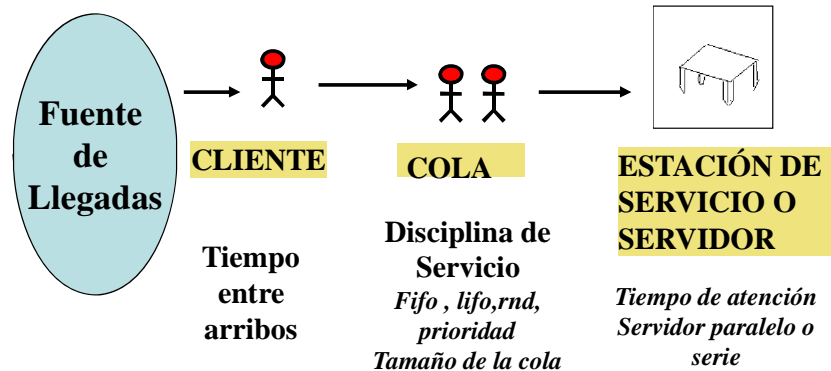 Fuente
de
Llegadas
CLIENTE
Tiempo
entre
arribos
COLA
Disciplina de
Servicio
Fifo , lifo,rnd,
prioridad
Tamaño de la cola
ESTACIÓN DE
SERVICIO O
SERVIDOR
Tiempo de atención
Servidor paralelo o
serie